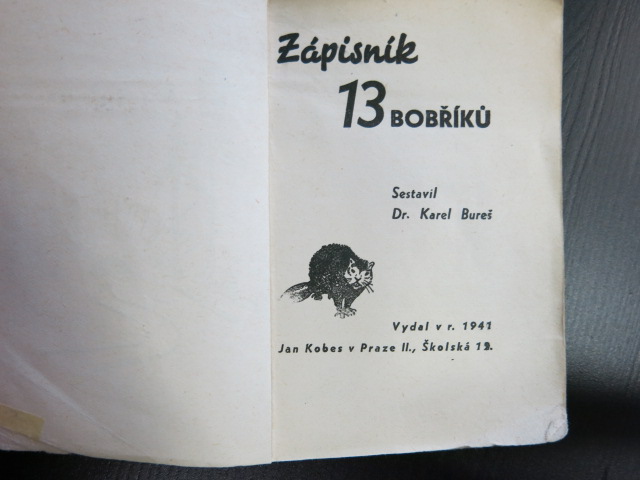 Zápisník
13 BOBŘÍKŮ
Sestavil
Dr. Karel Bureš
Vydal v r. 1941
Jan Kobes v Praze II., Školská 12.